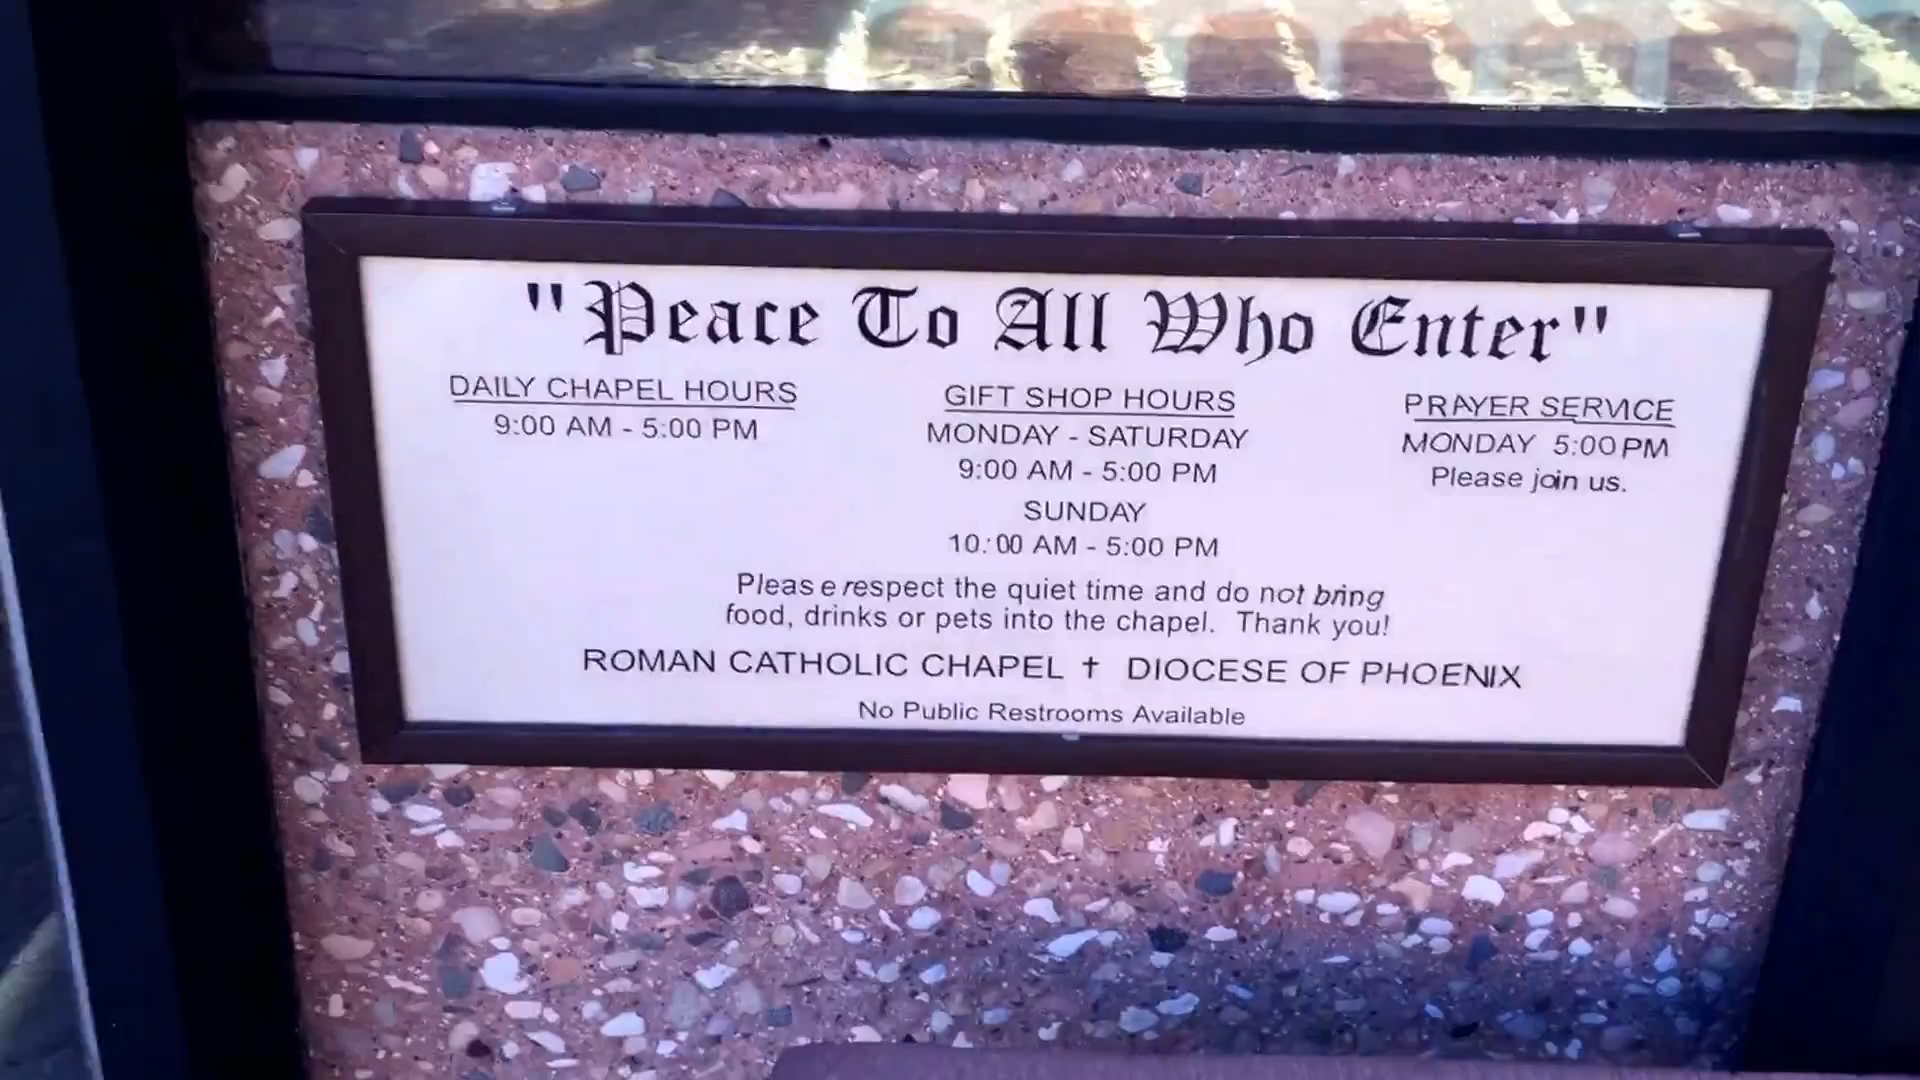 "Peace To All Who Enter"
DAILY CHAPEL HOURS
9:00 AM - 5:00 PM
GIFT SHOP HOURS
MONDAY - SATURDAY
9:00 AM - 5:00 PM
SUNDAY
10:00 AM - 5:00 PM
PRAYER SERVICE
MONDAY 5:00 PM
Please join us.
Please respect the quiet time and do not bring
food, drinks or pets into the chapel. Thank you!
ROMAN CATHOLIC CHAPEL ✝ DIOCESE OF PHOENIX
No Public Restrooms Available